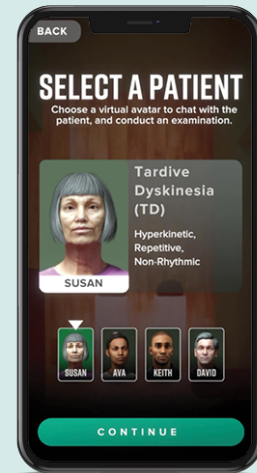 BACK
SELECT A PATIENT
Choose a virtual avatar to chat with the
patient, and conduct an examination.
Tardive
Dyskinesia
(TD)
Hyperkinetic,
Repetitive,
Non-Rhythmic
SUSAN
SUSAN
AVA
KEITH
DAVID
CONTINUE